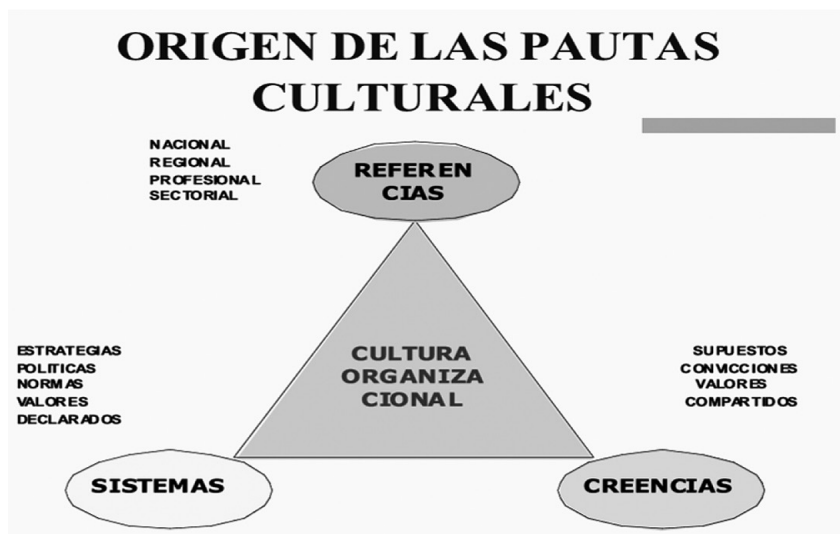 ORIGEN DE LAS PAUTAS
CULTURALES
NACIONAL
REGIONAL
PROFESIONAL
SECTORIAL
REFEREN
CIAS
CULTURA
ORGANIZA
CIONAL
ESTRATEGIAS
POLITICAS
NORMAS
VALORES
DECLARADOS
SUPUESTOS
CONVICCIONES
VALORES
COMPARTIDOS
SISTEMAS
CREENCIAS